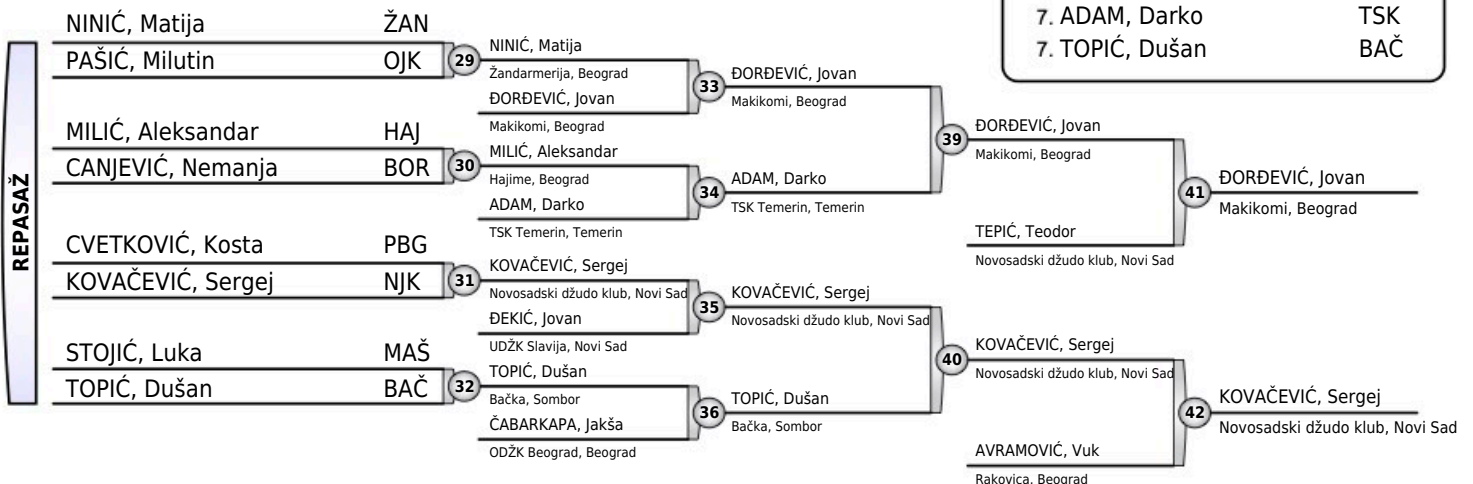 7. ADAM, Darko TSK
7. TOPIĆ, Dušan BAČ
REPASAŽ
NINIĆ, Matija ŽAN
PAŠIĆ, Milutin OJK
29
MILIĆ, Aleksandar HAJ
CANJEVIĆ, Nemanja BOR
30
CVETKOVIĆ, Kosta PBG
KOVAČEVIĆ, Sergej NJK
31
STOJIĆ, Luka MAŠ
TOPIĆ, Dušan BAČ
32
NINIĆ, Matija
Žandarmerija, Beograd
ĐORĐEVIĆ, Jovan
Makikomi, Beograd
33
MILIĆ, Aleksandar
Hajime, Beograd
ADAM, Darko
TSK Temerin, Temerin
34
KOVAČEVIĆ, Sergej
Novosadski džudo klub, Novi Sad
ĐEKIĆ, Jovan
UDŽK Slavija, Novi Sad
35
TOPIĆ, Dušan
Bačka, Sombor
ČABARKAPA, Jakša
ODŽK Beograd, Beograd
36
ĐORĐEVIĆ, Jovan
Makikomi, Beograd
ADAM, Darko
TSK Temerin, Temerin
39
KOVAČEVIĆ, Sergej
Novosadski džudo klub, Novi Sad
TOPIĆ, Dušan
Bačka, Sombor
40
ĐORĐEVIĆ, Jovan
Makikomi, Beograd
TEPIĆ, Teodor
Novosadski džudo klub, Novi Sad
41
KOVAČEVIĆ, Sergej
Novosadski džudo klub, Novi Sad
AVRAMOVIĆ, Vuk
Rakovica, Beograd
42
ĐORĐEVIĆ, Jovan
Makikomi, Beograd
KOVAČEVIĆ, Sergej
Novosadski džudo klub, Novi Sad